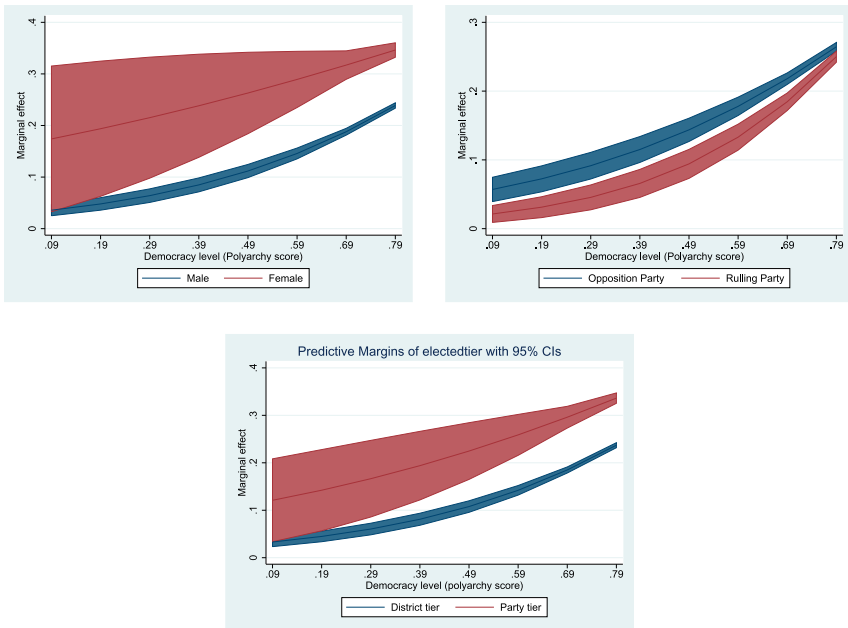 .4
.3
.2
.1
0
Marginal effect
.09 .19 .29 .39 .49 .59 .69 .79
Democracy level (Polyarchy score)
Male Female
.3
.2
.1
0
Marginal effect
.09 .19 .29 .39 .49 .59 .69 .79
Democracy level (Polyarchy score)
Opposition Party Rulling Party
Predictive Margins of electedtier with 95% CIs
.4
.3
.2
.1
0
Marginal effect
.09 .19 .29 .39 .49 .59 .69 .79
Democracy level (polyarchy score)
District tier Party tier